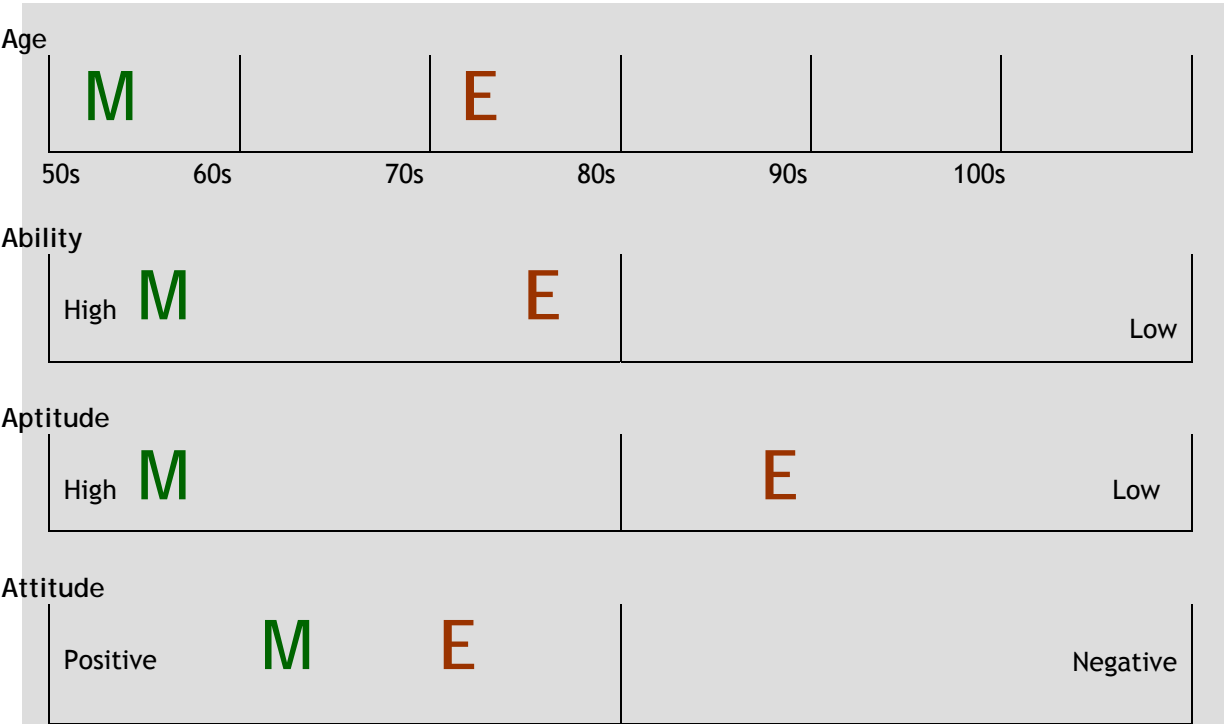 Age
M E
50s 60s 70s 80s 90s 100s
Ability
High M E Low
Aptitude
High M E Low
Attitude
Positive M E Negative